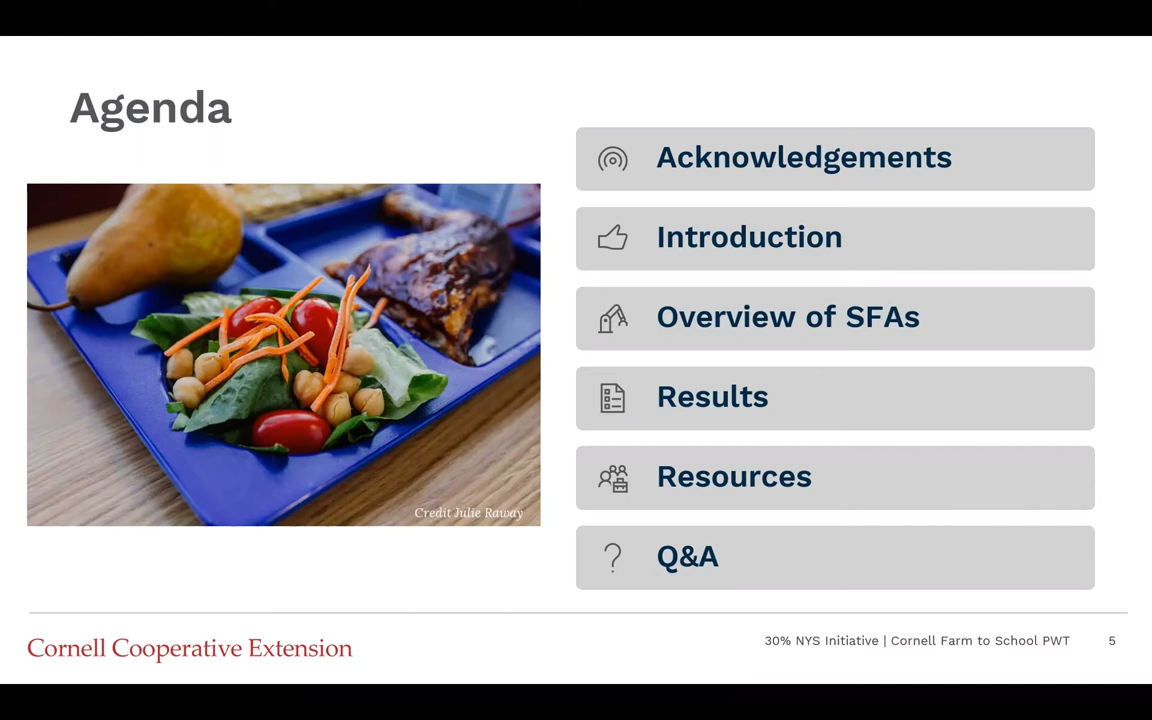 Agenda
Acknowledgements
Introduction
Overview of SFAs
Results
Resources
Q&A
Credit Julie Raway
Cornell Cooperative Extension
30% NYS Initiative | Cornell Farm to School PWT
5